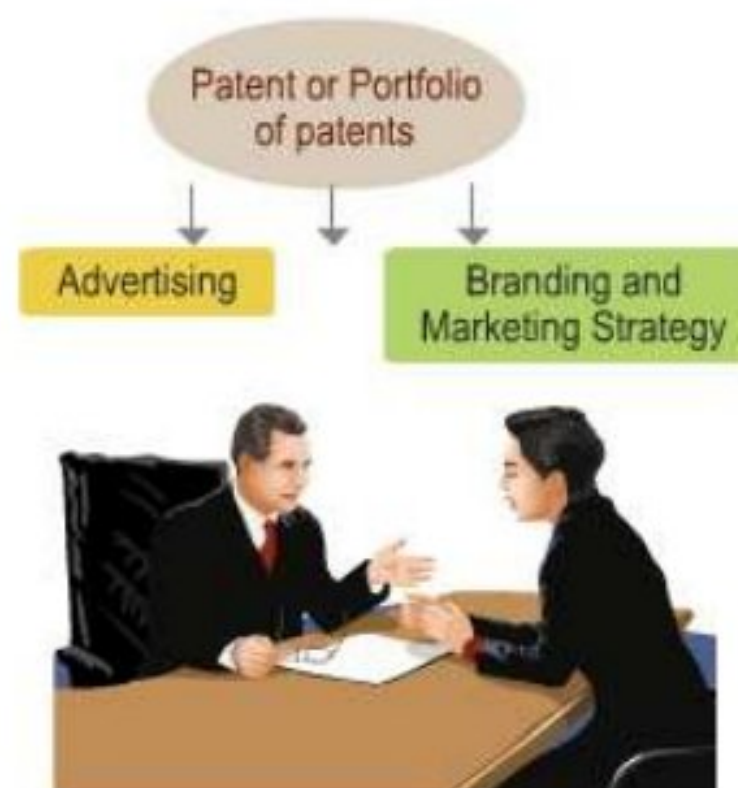 Patent or Portfolio
of patents
Advertising
Branding and
Marketing Strategy